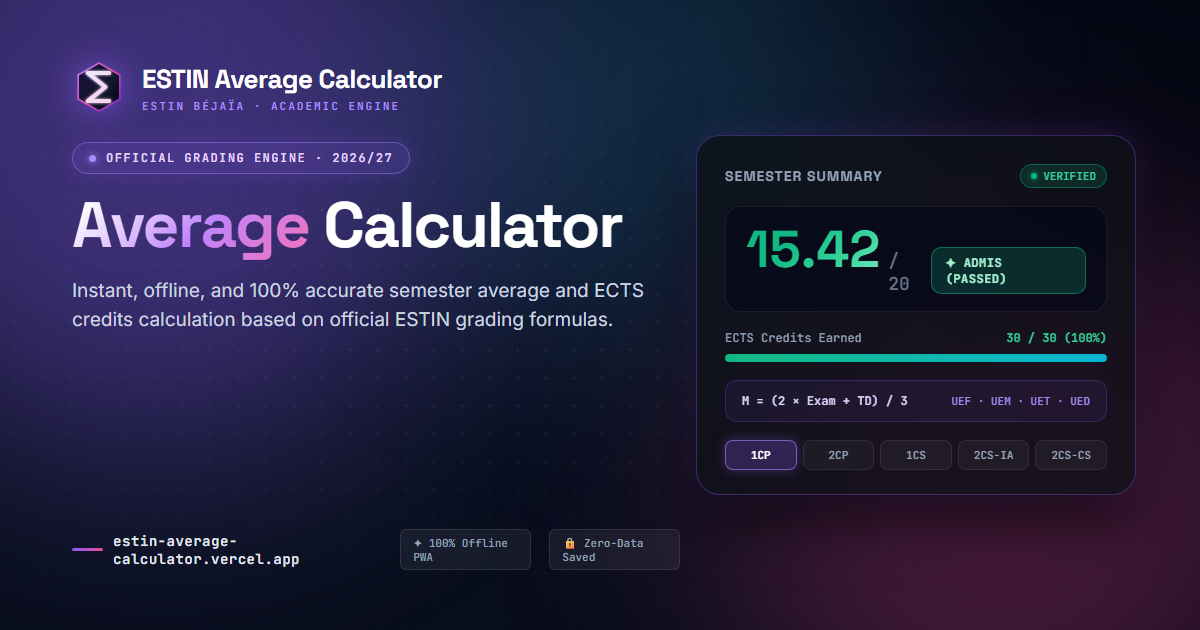 ESTIN Average Calculator
ESTIN BÉJAÏA · ACADEMIC ENGINE
OFFICIAL GRADING ENGINE · 2026/27
Average Calculator
Instant, offline, and 100% accurate semester average and ECTS
credits calculation based on official ESTIN grading formulas.
estin-average-
calculator.vercel.app
✦ 100% Offline
PWA
🔒 Zero-Data
Saved
SEMESTER SUMMARY
VERIFIED
15.42 /
20
✦ ADMIS
(PASSED)
ECTS Credits Earned
30 / 30 (100%)
M = (2 × Exam + TD) / 3
UEF · UEM · UET · UED
1CP
2CP
1CS
2CS-IA
2CS-CS